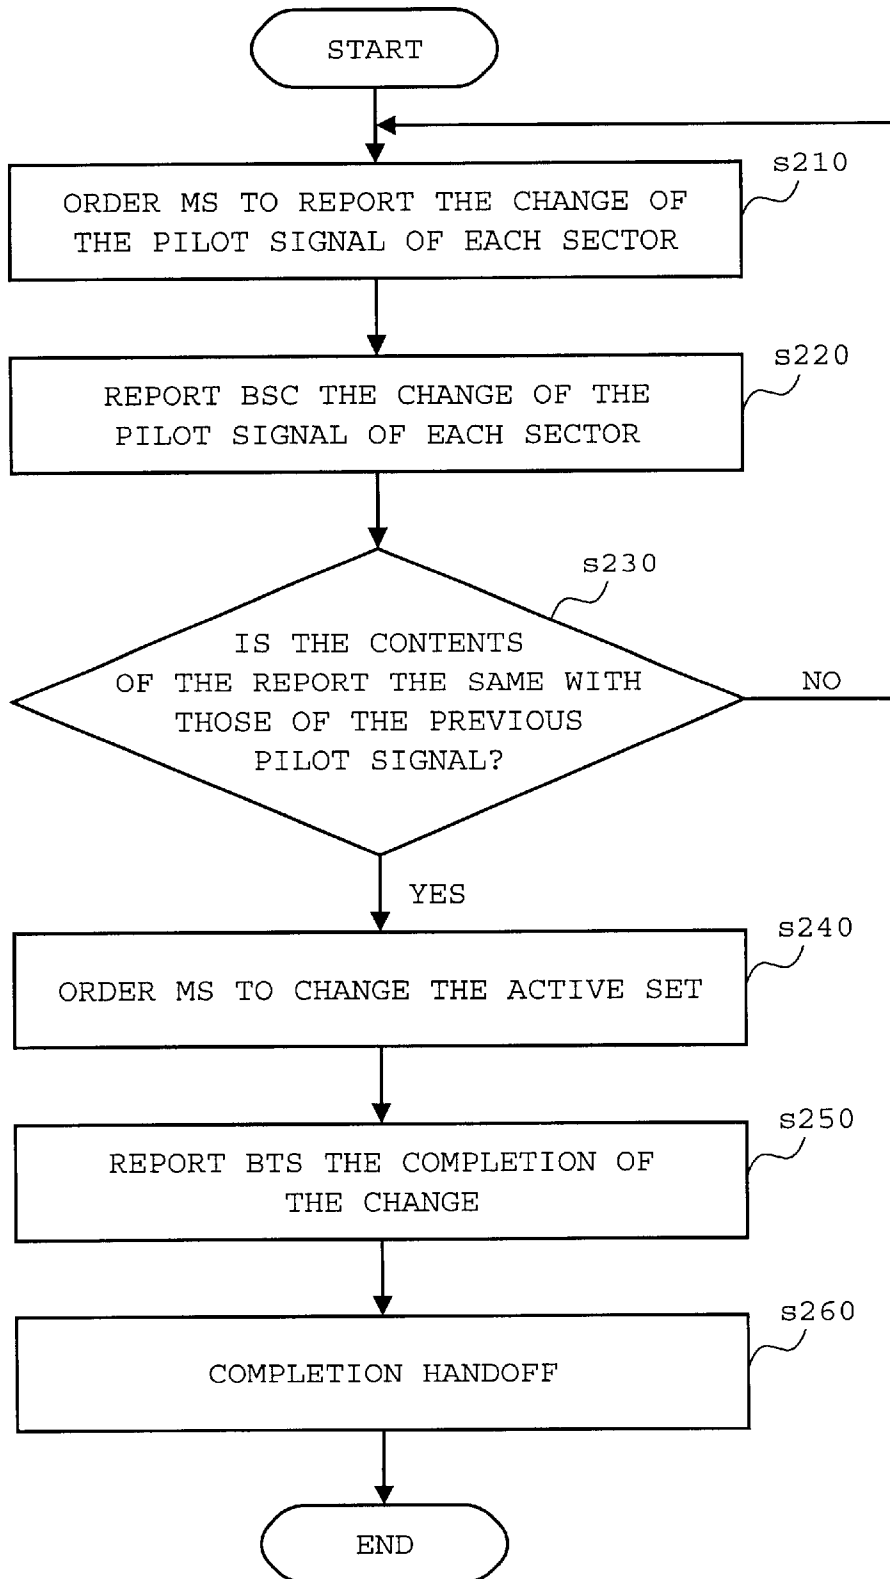 START
s210
ORDER MS TO REPORT THE CHANGE OF
THE PILOT SIGNAL OF EACH SECTOR
s220
REPORT BSC THE CHANGE OF THE
PILOT SIGNAL OF EACH SECTOR
s230
IS THE CONTENTS
OF THE REPORT THE SAME WITH
THOSE OF THE PREVIOUS
PILOT SIGNAL?
NO
YES
s240
ORDER MS TO CHANGE THE ACTIVE SET
s250
REPORT BTS THE COMPLETION OF
THE CHANGE
s260
COMPLETION HANDOFF
END